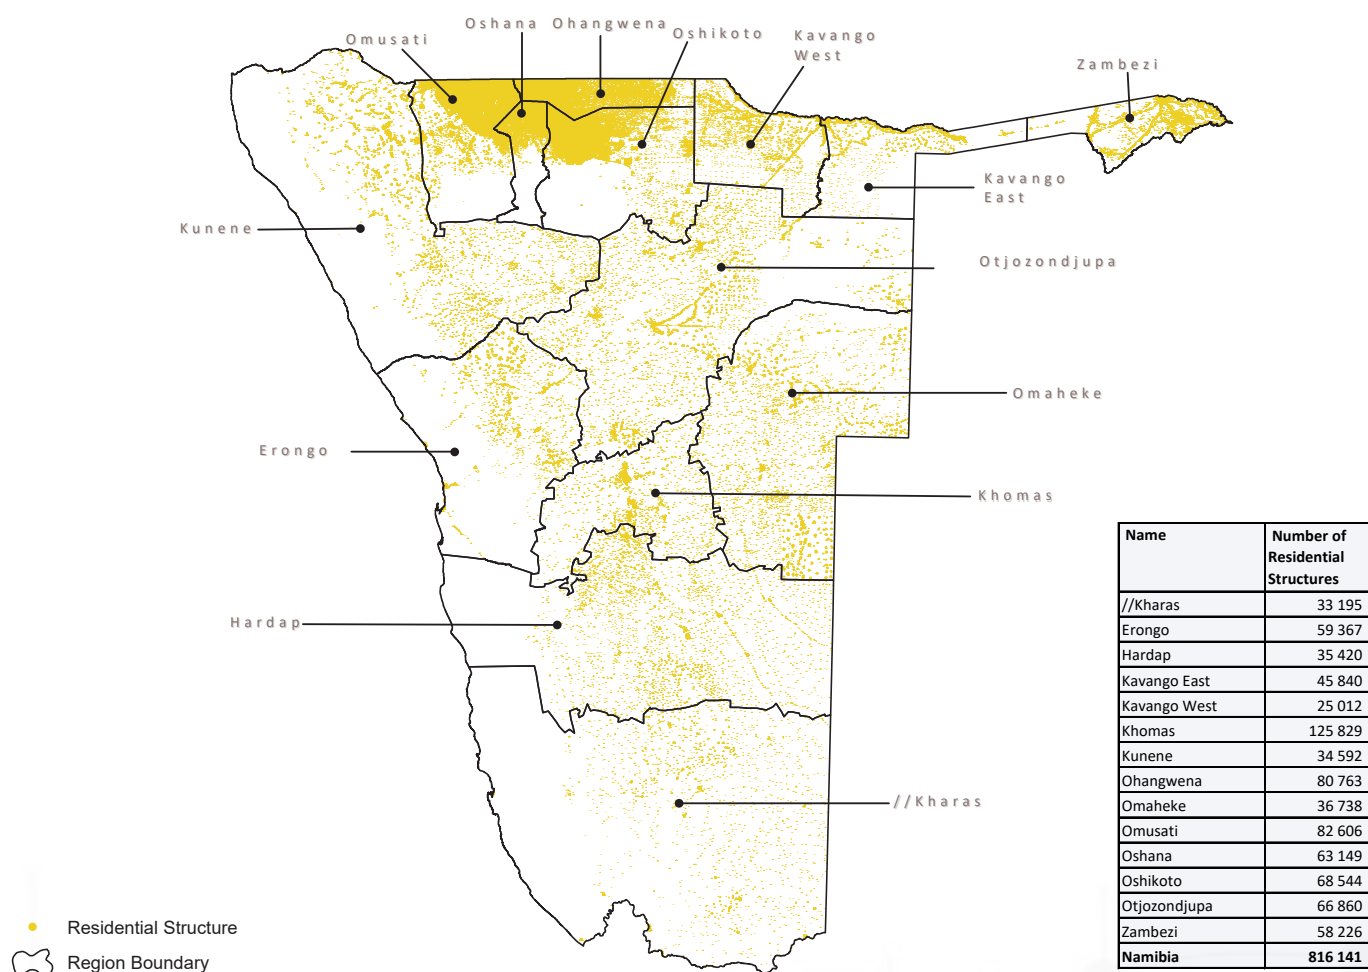 Oshana Ohangwena
Omusati
Oshikoto
Kavango
West
Zambezi
Kavango
East
Kunene
Otjozondjupa
Omaheke
Erongo
Khomas
Hardap
//Kharas
Name Number of
Residential
Structures
//Kharas 33 195
Erongo 59 367
Hardap 35 420
Kavango East 45 840
Kavango West 25 012
Khomas 125 829
Kunene 34 592
Ohangwena 80 763
Omaheke 36 738
Omusati 82 606
Oshana 63 149
Oshikoto 68 544
Otjozondjupa 66 860
Zambezi 58 226
Namibia 816 141
Residential Structure
Region Boundary